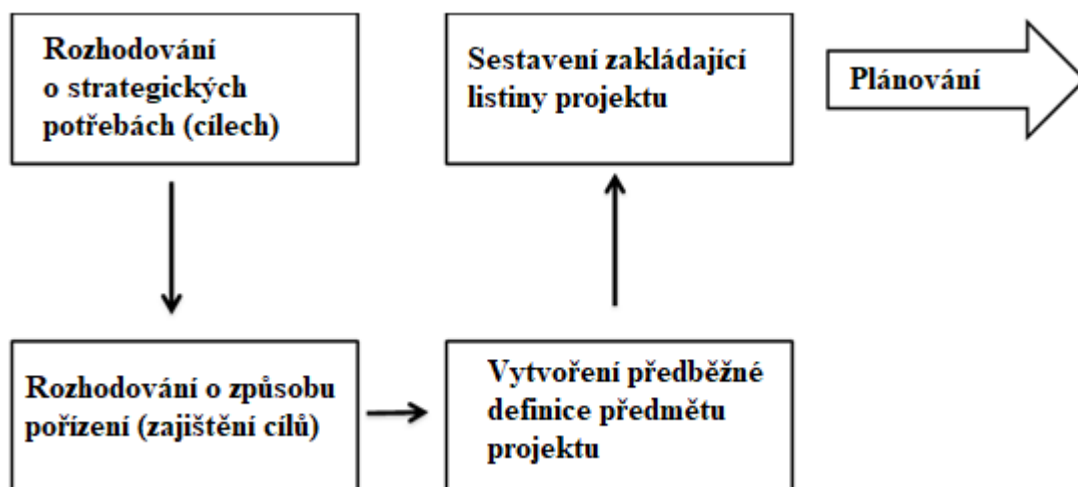 Rozhodování
o strategických
potřebách (cílech)
Rozhodování o způsobu
pořízení (zajištění cílů)
Vytvoření předběžné
definice předmětu
projektu
Sestavení zakládající
listiny projektu
Plánování